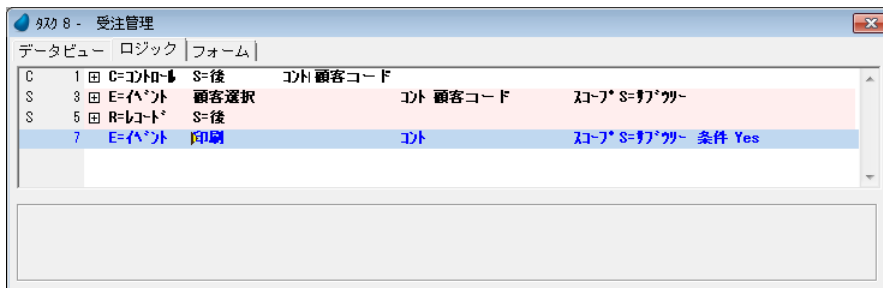 ﾀｽｸ 8 - 受注管理
データビュー ロジック フォーム
C 1 C=ｺﾝﾄﾛｰﾙ S=後 ｺﾝﾄ 顧客コード
S 3 E=ｲﾍﾞﾝﾄ 顧客選択 ｺﾝﾄ 顧客コード ｽｺｰﾌﾟ S=ｻﾌﾞﾂﾘｰ
S 5 R=ﾚｺｰﾄﾞ S=後
7 E=ｲﾍﾞﾝﾄ 印刷 ｺﾝﾄ ｽｺｰﾌﾟ S=ｻﾌﾞﾂﾘｰ 条件 Yes